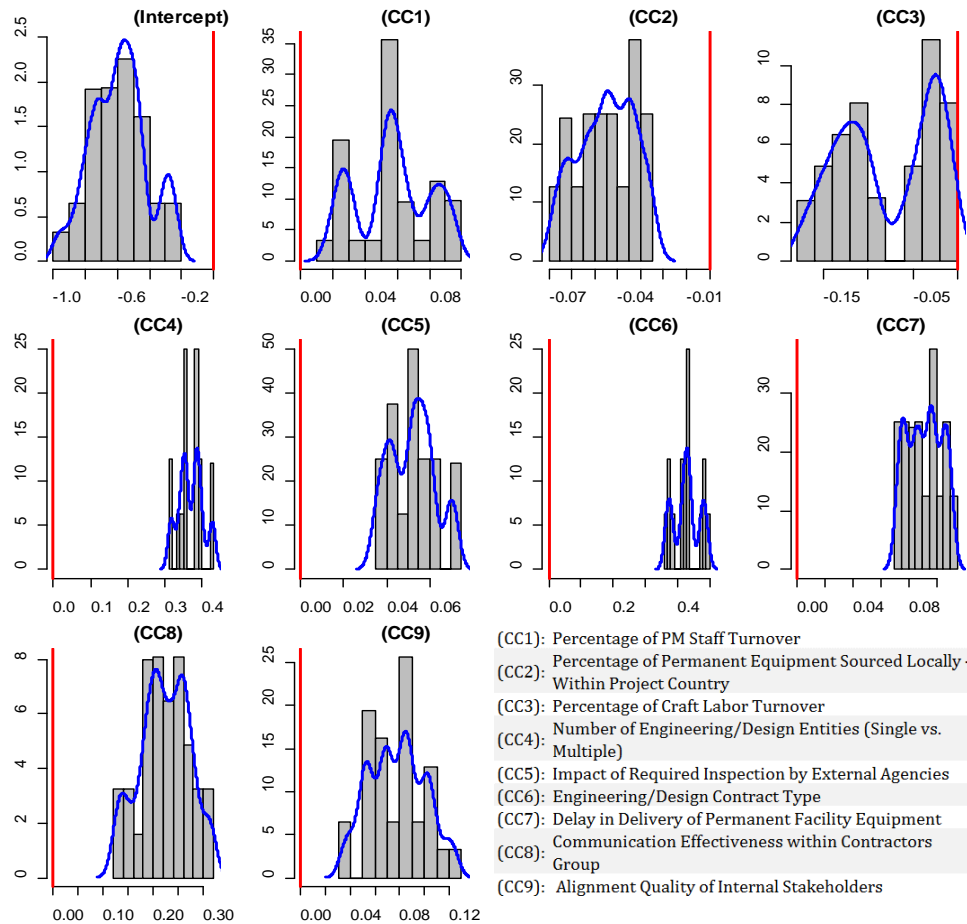 (Intercept)
2.5
2.0
1.5
1.0
0.5
0.0
-1.0 -0.6 -0.2
(CC1)
35
30
25
20
15
10
5
0
0.00 0.04 0.08
(CC2)
30
20
10
0
-0.07 -0.04 -0.01
(CC3)
10
8
6
4
2
0
-0.15 -0.05
(CC4)
25
20
15
10
5
0
0.0 0.1 0.2 0.3 0.4
(CC5)
50
40
30
20
10
0
0.00 0.02 0.04 0.06
(CC6)
25
20
15
10
5
0
0.0 0.2 0.4
(CC7)
30
20
10
0
0.00 0.04 0.08
(CC8)
8
6
4
2
0
0.00 0.10 0.20 0.30
(CC9)
25
20
15
10
5
0
0.00 0.04 0.08 0.12
(CC1): Percentage of PM Staff Turnover
(CC2): Percentage of Permanent Equipment Sourced Locally -
Within Project Country
(CC3): Percentage of Craft Labor Turnover
(CC4): Number of Engineering/Design Entities (Single vs.
Multiple)
(CC5): Impact of Required Inspection by External Agencies
(CC6): Engineering/Design Contract Type
(CC7): Delay in Delivery of Permanent Facility Equipment
(CC8): Communication Effectiveness within Contractors
Group
(CC9): Alignment Quality of Internal Stakeholders